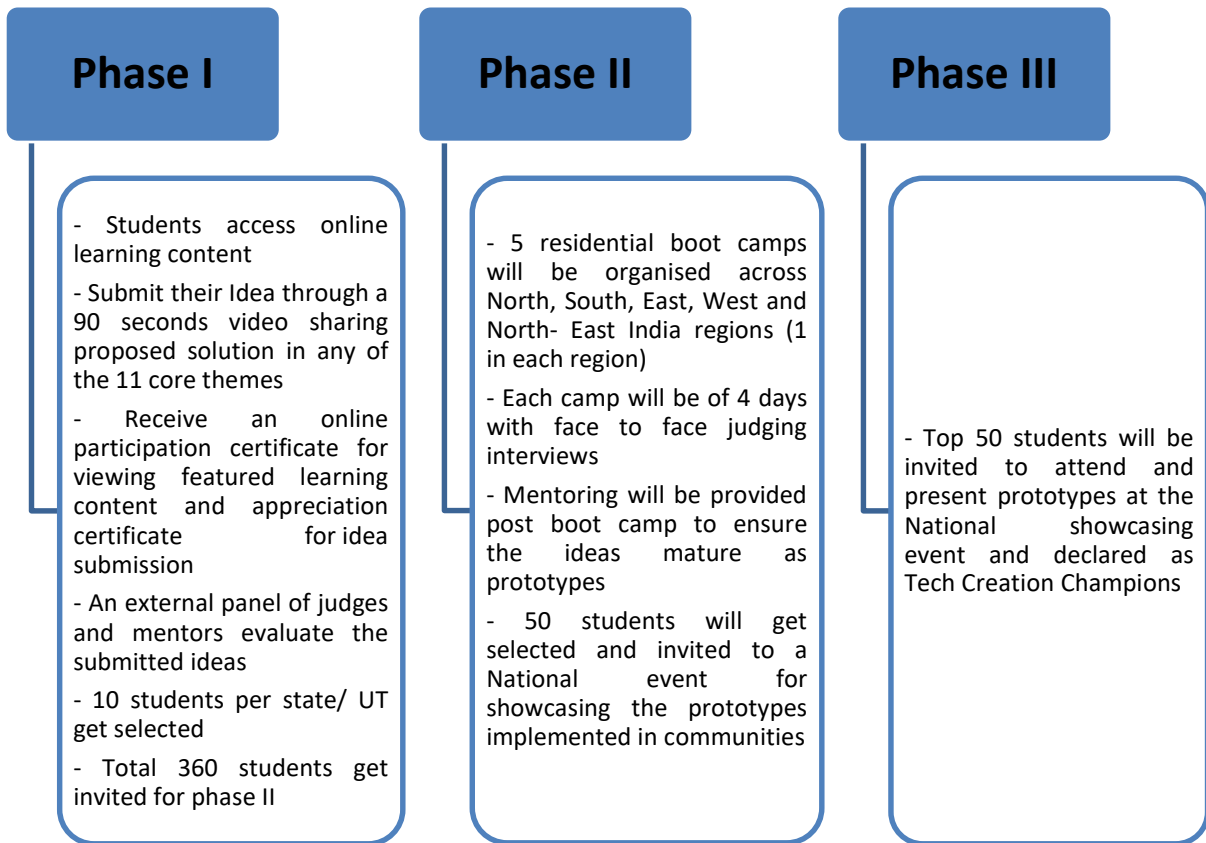 Phase I
- Students access online
learning content
- Submit their Idea through a
90 seconds video sharing
proposed solution in any of
the 11 core themes
- Receive an online
participation certificate for
viewing featured learning
content and appreciation
certificate for idea
submission
- An external panel of judges
and mentors evaluate the
submitted ideas
- 10 students per state/ UT
get selected
- Total 360 students get
invited for phase II
Phase II
- 5 residential boot camps
will be organised across
North, South, East, West and
North- East India regions (1
in each region)
- Each camp will be of 4 days
with face to face judging
interviews
- Mentoring will be provided
post boot camp to ensure
the ideas mature as
prototypes
- 50 students will get
selected and invited to a
National event for
showcasing the prototypes
implemented in communities
Phase III
- Top 50 students will be
invited to attend and
present prototypes at the
National showcasing
event and declared as
Tech Creation Champions